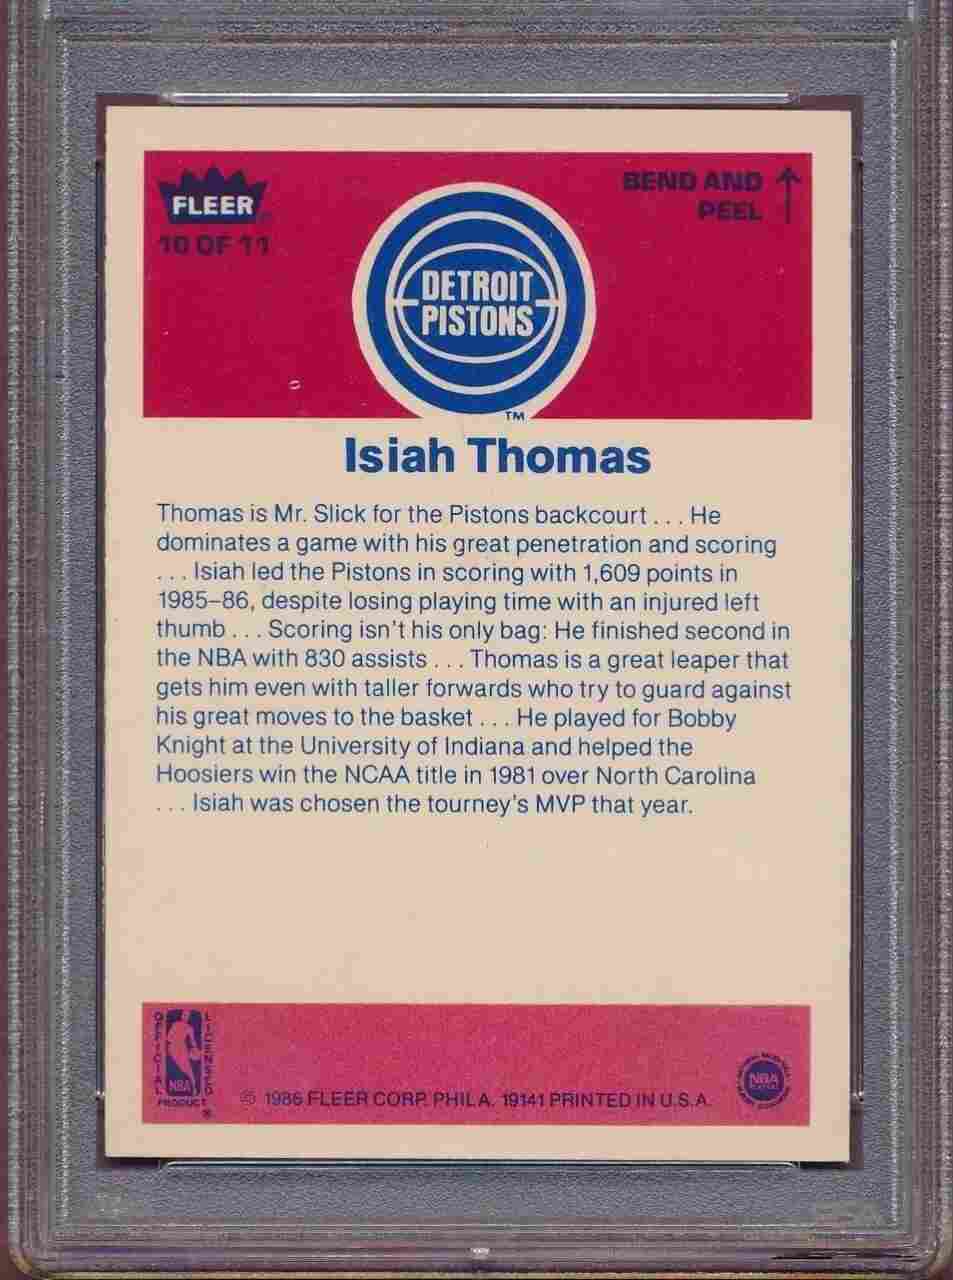 FLEER
10 OF 11
BEND AND
PEEL
DETROIT
PISTONS
TM
Isiah Thomas
Thomas is Mr. Slick for the Pistons backcourt . . . He
dominates a game with his great penetration and scoring
. . . Isiah led the Pistons in scoring with 1,609 points in
1985–86, despite losing playing time with an injured left
thumb . . . Scoring isn't his only bag: He finished second in
the NBA with 830 assists . . . Thomas is a great leaper that
gets him even with taller forwards who try to guard against
his great moves to the basket . . . He played for Bobby
Knight at the University of Indiana and helped the
Hoosiers win the NCAA title in 1981 over North Carolina
. . . Isiah was chosen the tourney's MVP that year.
OFFICIAL
LICENSED
NBA
PRODUCT
®
© 1986 FLEER CORP. PHILA. 19141 PRINTED IN U.S.A.
NBA